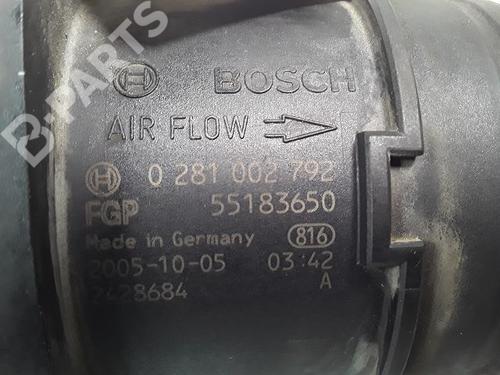 B-PARTS
BOSCH
AIR FLOW
0 281 002 792
FGP 55183650
Made in Germany 816
2005-10-05 03:42
2428684 A